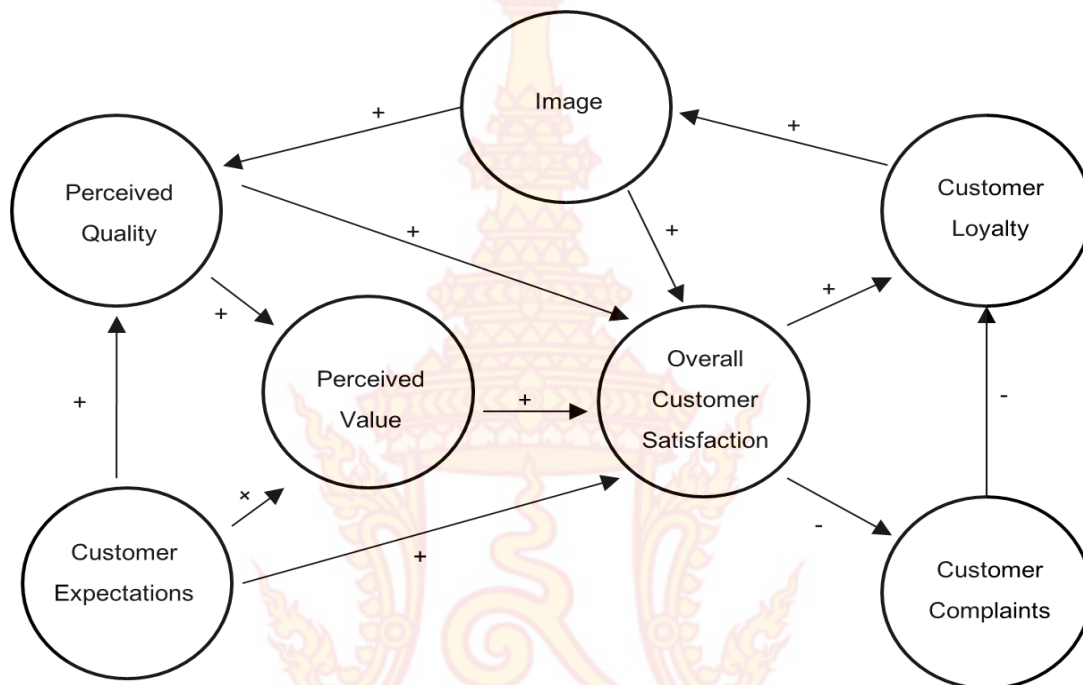 Image
+
+
Perceived
Quality
Customer
Loyalty
+
+
+
+
Overall
Customer
Satisfaction
Perceived
Value
+
+
-
×
-
+
Customer
Expectations
Customer
Complaints